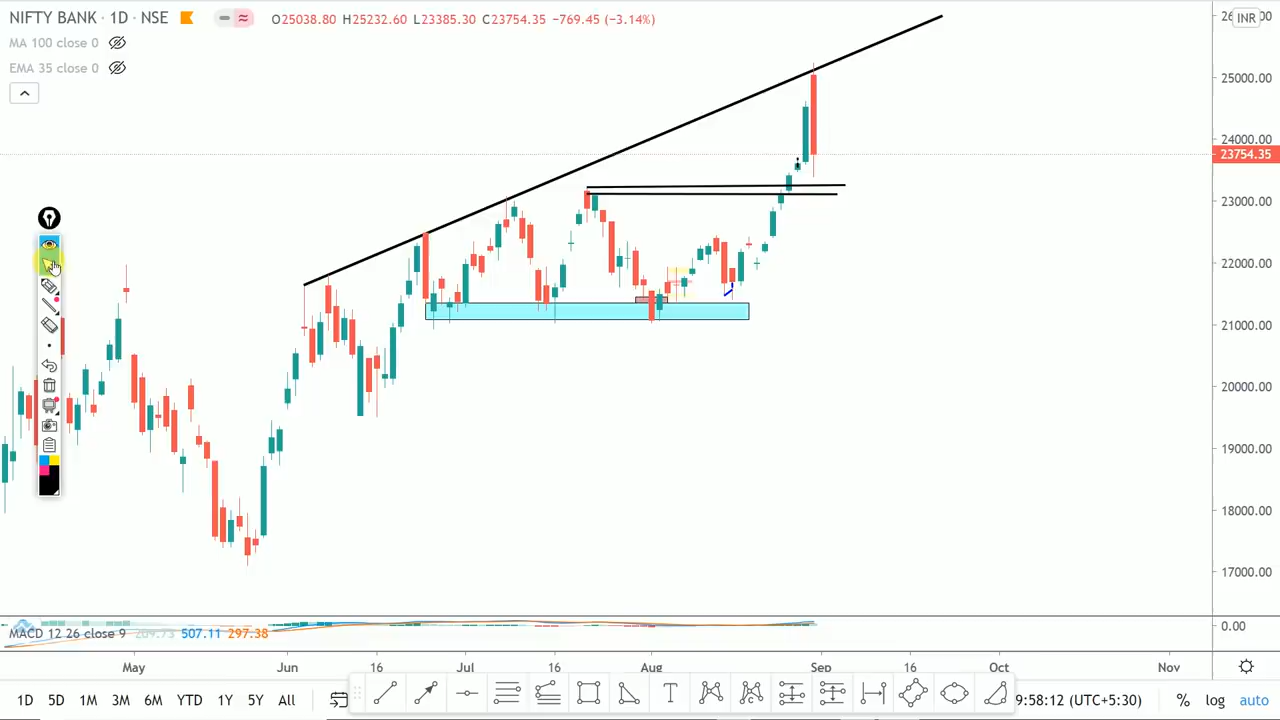 NIFTY BANK · 1D · NSE O25038.80 H25232.60 L23385.30 C23754.35 −769.45 (−3.14%)
MA 100 close 0
EMA 35 close 0
INR
25000.00
24000.00
23754.35
23000.00
22000.00
21000.00
20000.00
19000.00
18000.00
17000.00
MACD 12 26 close 9 209.73 507.11 297.38
0.00
May Jun 16 Jul 16 Aug Sep 16 Oct Nov
1D 5D 1M 3M 6M YTD 1Y 5Y All
T
C
9:58:12 (UTC+5:30) % log auto